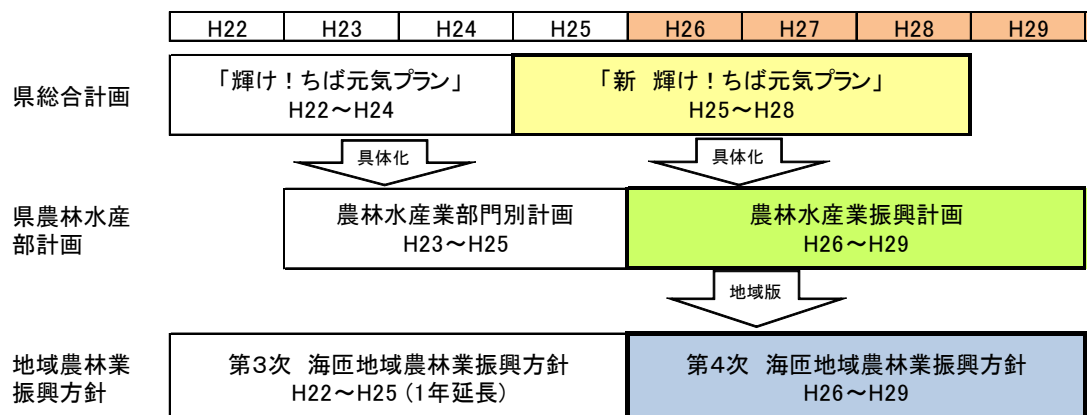 H22 H23 H24 H25 H26 H27 H28 H29
県総合計画
「輝け！ちば元気プラン」
H22～H24
「新　輝け！ちば元気プラン」
H25～H28
具体化
具体化
県農林水産
部計画
農林水産業部門別計画
H23～H25
農林水産業振興計画
H26～H29
地域版
地域農林業
振興方針
第３次　海匝地域農林業振興方針
H22～H25（１年延長）
第４次　海匝地域農林業振興方針
H26～H29